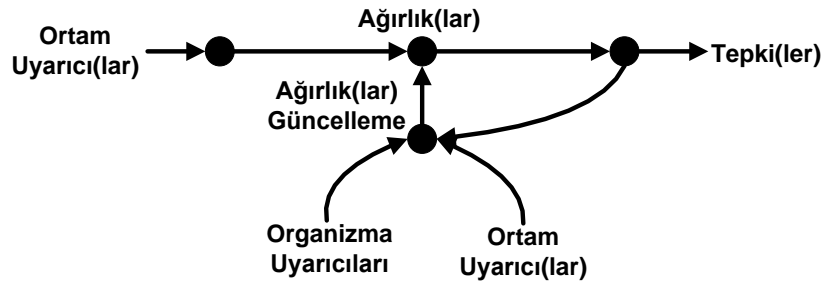 Ağırlık(lar)
Ortam
Uyarıcı(lar)
Tepki(ler)
Ağırlık(lar)
Güncelleme
Organizma
Uyarıcıları
Ortam
Uyarıcı(lar)